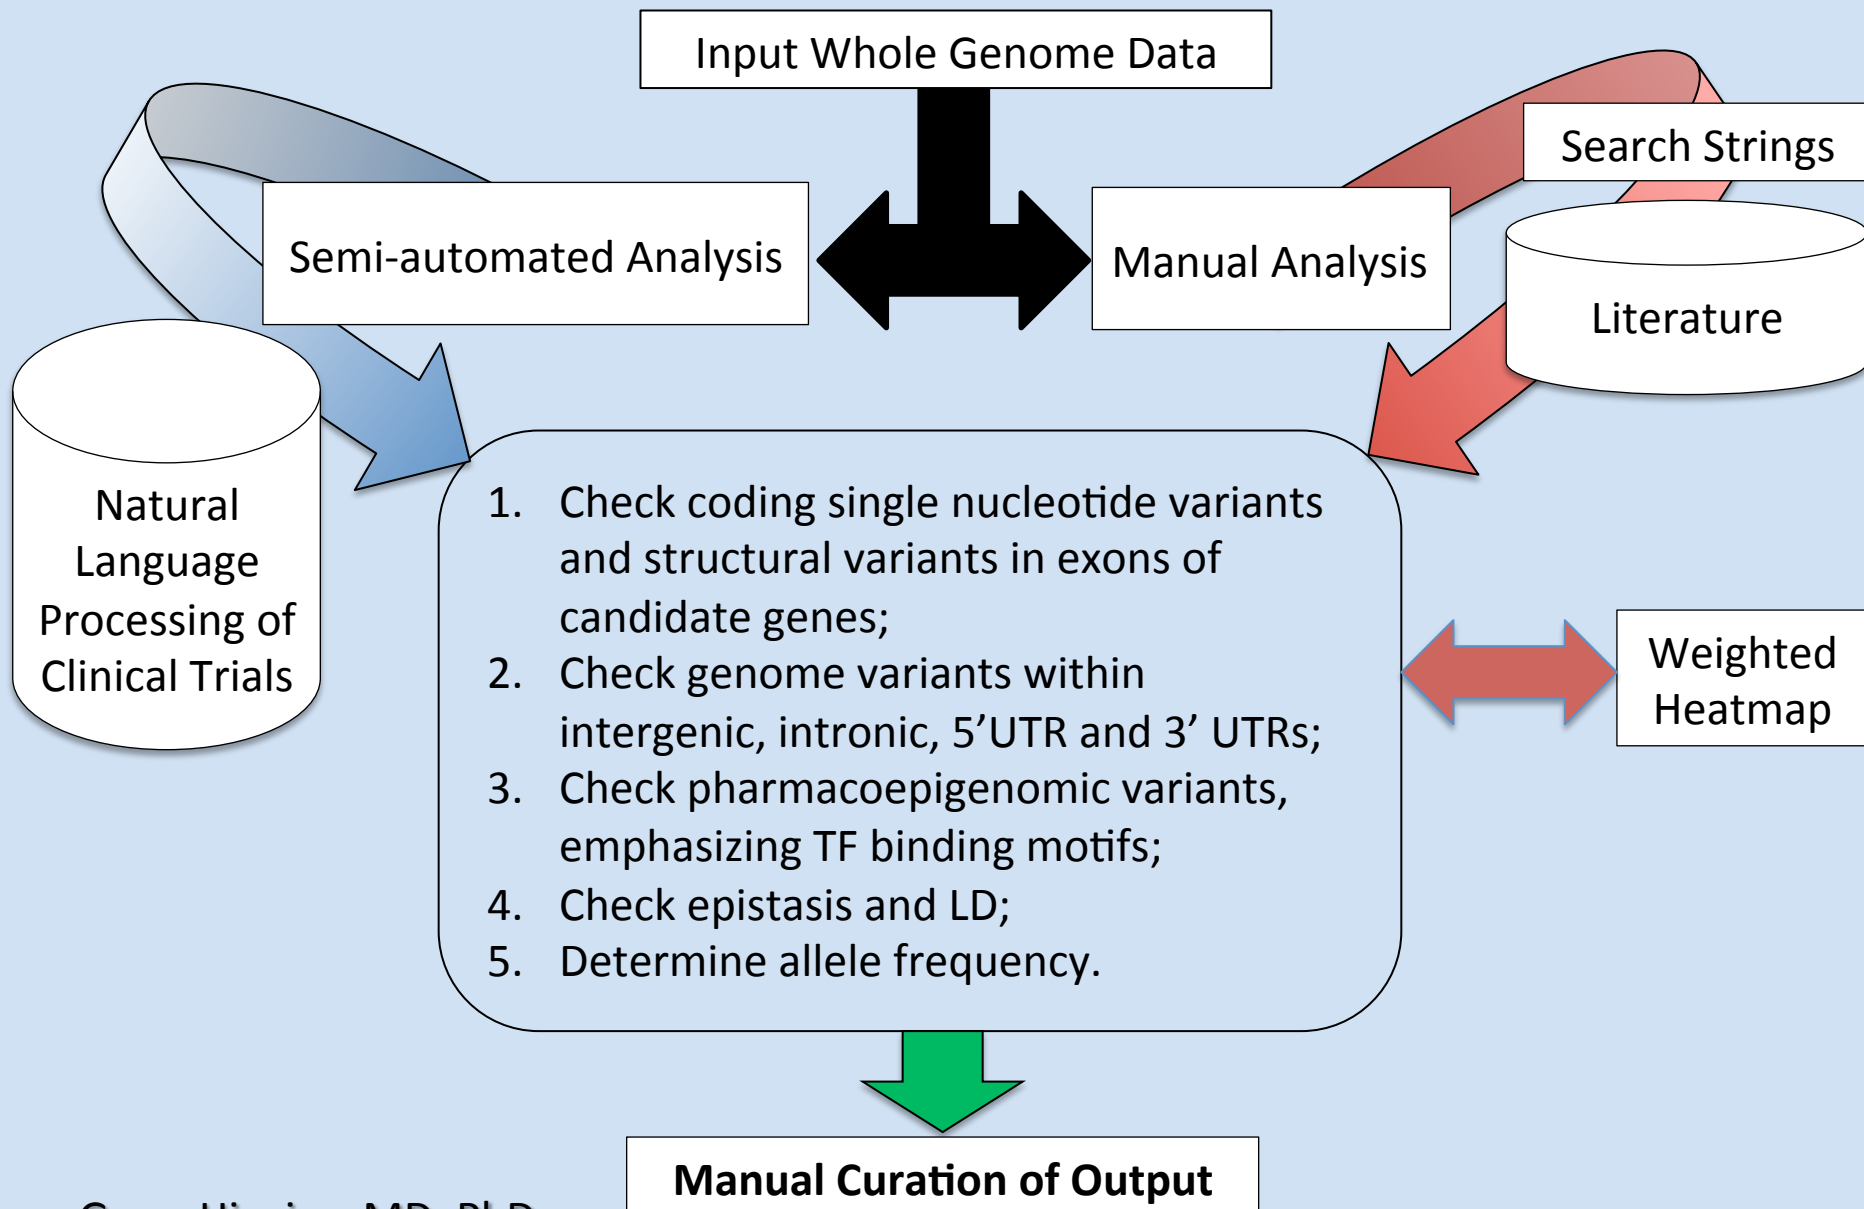 Input Whole Genome Data
Search Strings
Semi-automated Analysis
Manual Analysis
Literature
Natural
Language
Processing of
Clinical Trials
1. Check coding single nucleotide variants
and structural variants in exons of
candidate genes;
2. Check genome variants within
intergenic, intronic, 5’UTR and 3’ UTRs;
3. Check pharmacoepigenomic variants,
emphasizing TF binding motifs;
4. Check epistasis and LD;
5. Determine allele frequency.
Weighted
Heatmap
Manual Curation of Output
MD, PhD